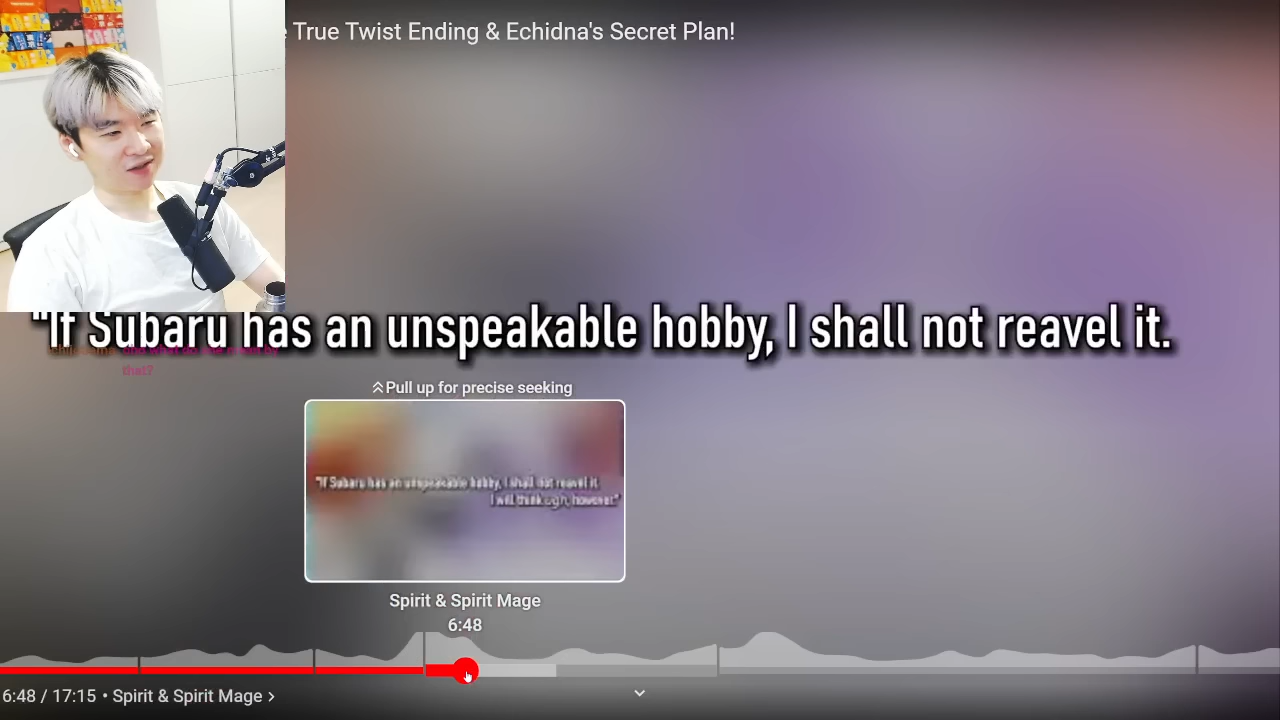 True Twist Ending & Echidna's Secret Plan!
"If Subaru has an unspeakable hobby, I shall not reavel it.
that?
Pull up for precise seeking
"If Subaru has an unspeakable hobby, I shall not reavel it.
I will think ugh, however."
Spirit & Spirit Mage
6:48
6:48 / 17:15 • Spirit & Spirit Mage